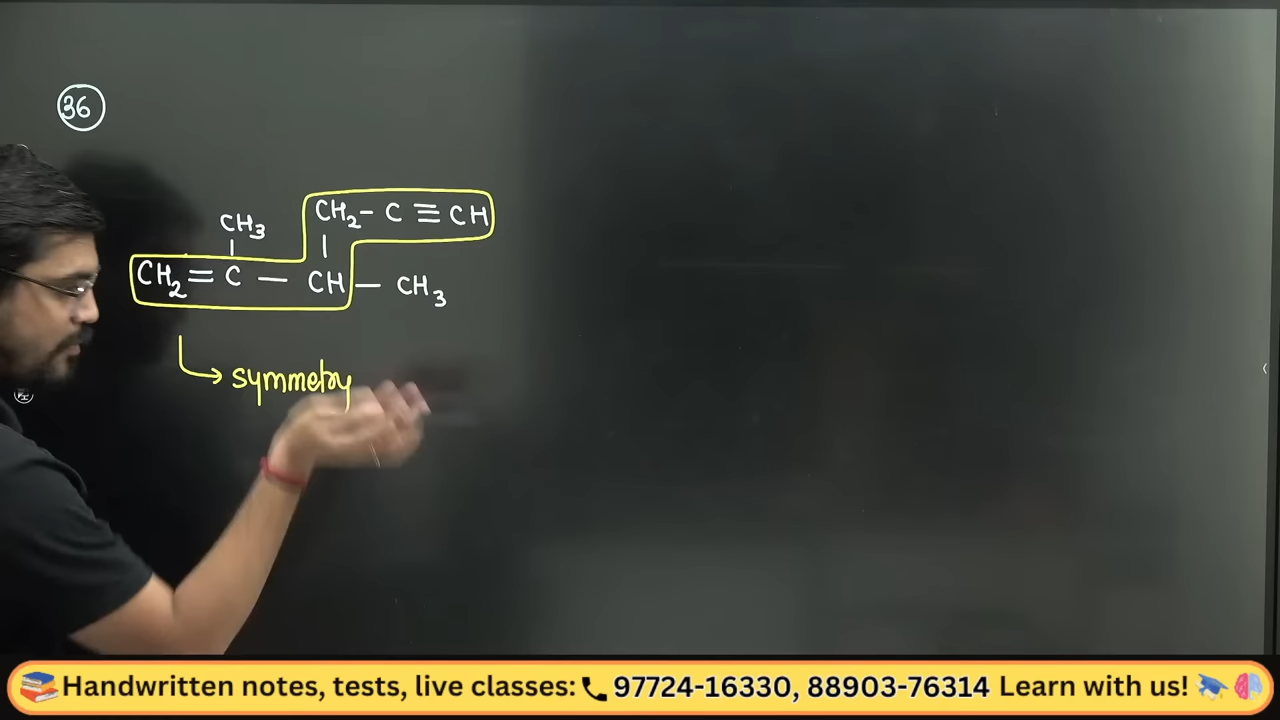 36
CH₂ – C ≡ CH
CH₃
|
|
CH₂ = C — CH — CH₃
symmetry
Handwritten notes, tests, live classes: 97724-16330, 88903-76314 Learn with us!